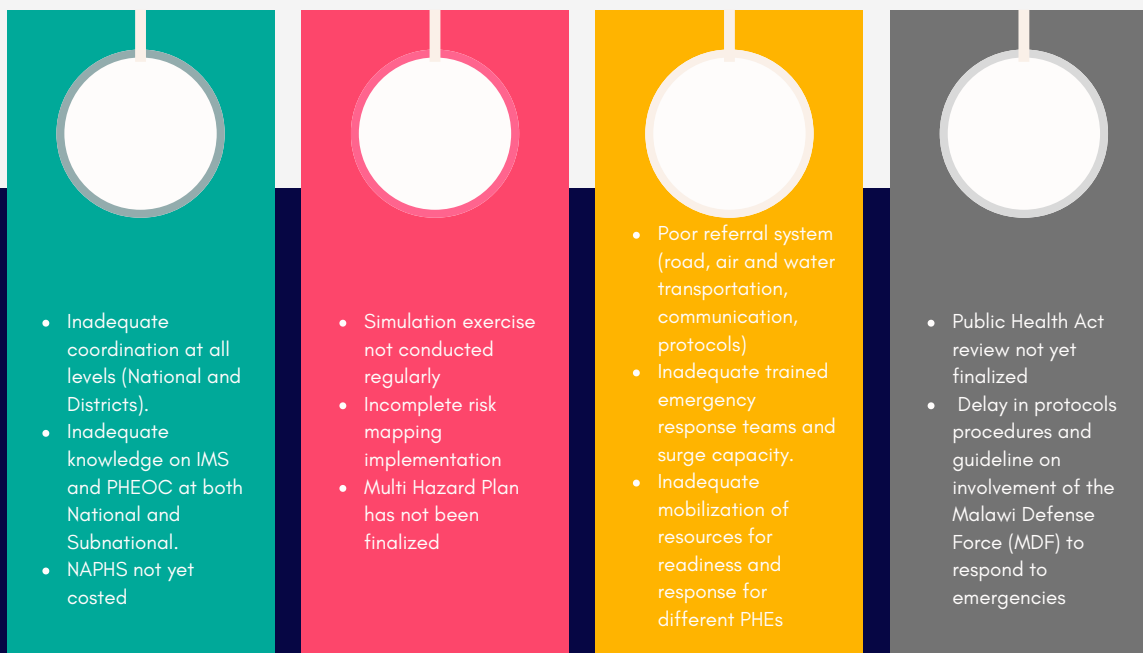 • Inadequate
coordination at all
levels (National and
Districts).
• Inadequate
knowledge on IMS
and PHEOC at both
National and
Subnational.
• NAPHS not yet
costed
• Simulation exercise
not conducted
regularly
• Incomplete risk
mapping
implementation
• Multi Hazard Plan
has not been
finalized
• Poor referral system
(road, air and water
transportation,
communication,
protocols)
• Inadequate trained
emergency
response teams and
surge capacity.
• Inadequate
mobilization of
resources for
readiness and
response for
different PHEs
• Public Health Act
review not yet
finalized
• Delay in protocols
procedures and
guideline on
involvement of the
Malawi Defense
Force (MDF) to
respond to
emergencies